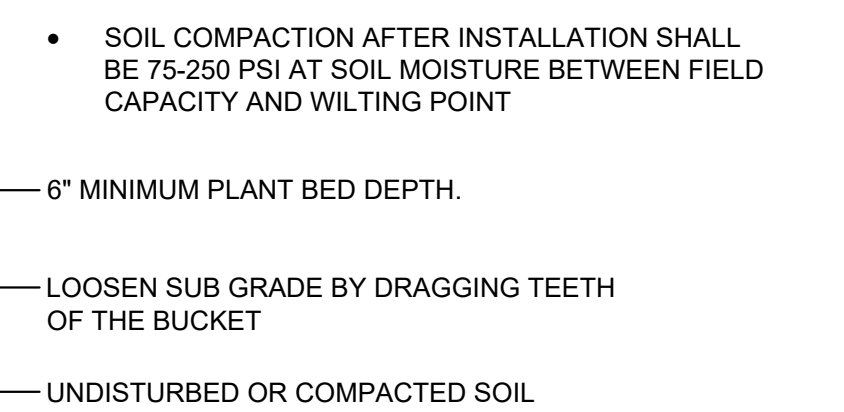 • SOIL COMPACTION AFTER INSTALLATION SHALL
BE 75-250 PSI AT SOIL MOISTURE BETWEEN FIELD
CAPACITY AND WILTING POINT
6" MINIMUM PLANT BED DEPTH.
LOOSEN SUB GRADE BY DRAGGING TEETH
OF THE BUCKET
UNDISTURBED OR COMPACTED SOIL